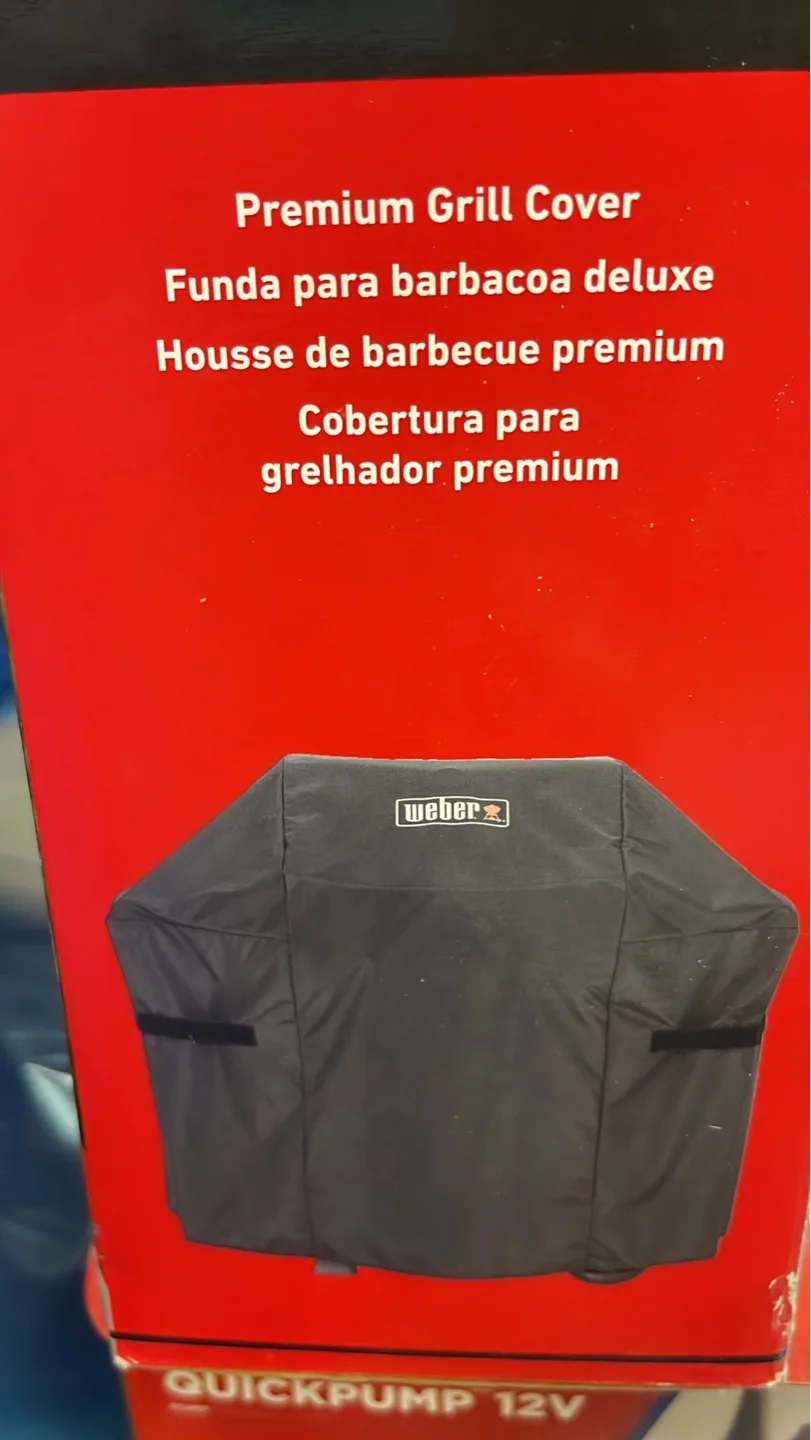 Premium Grill Cover
Funda para barbacoa deluxe
Housse de barbecue premium
Cobertura para
grelhador premium
weber
QUICKPUMP 12V